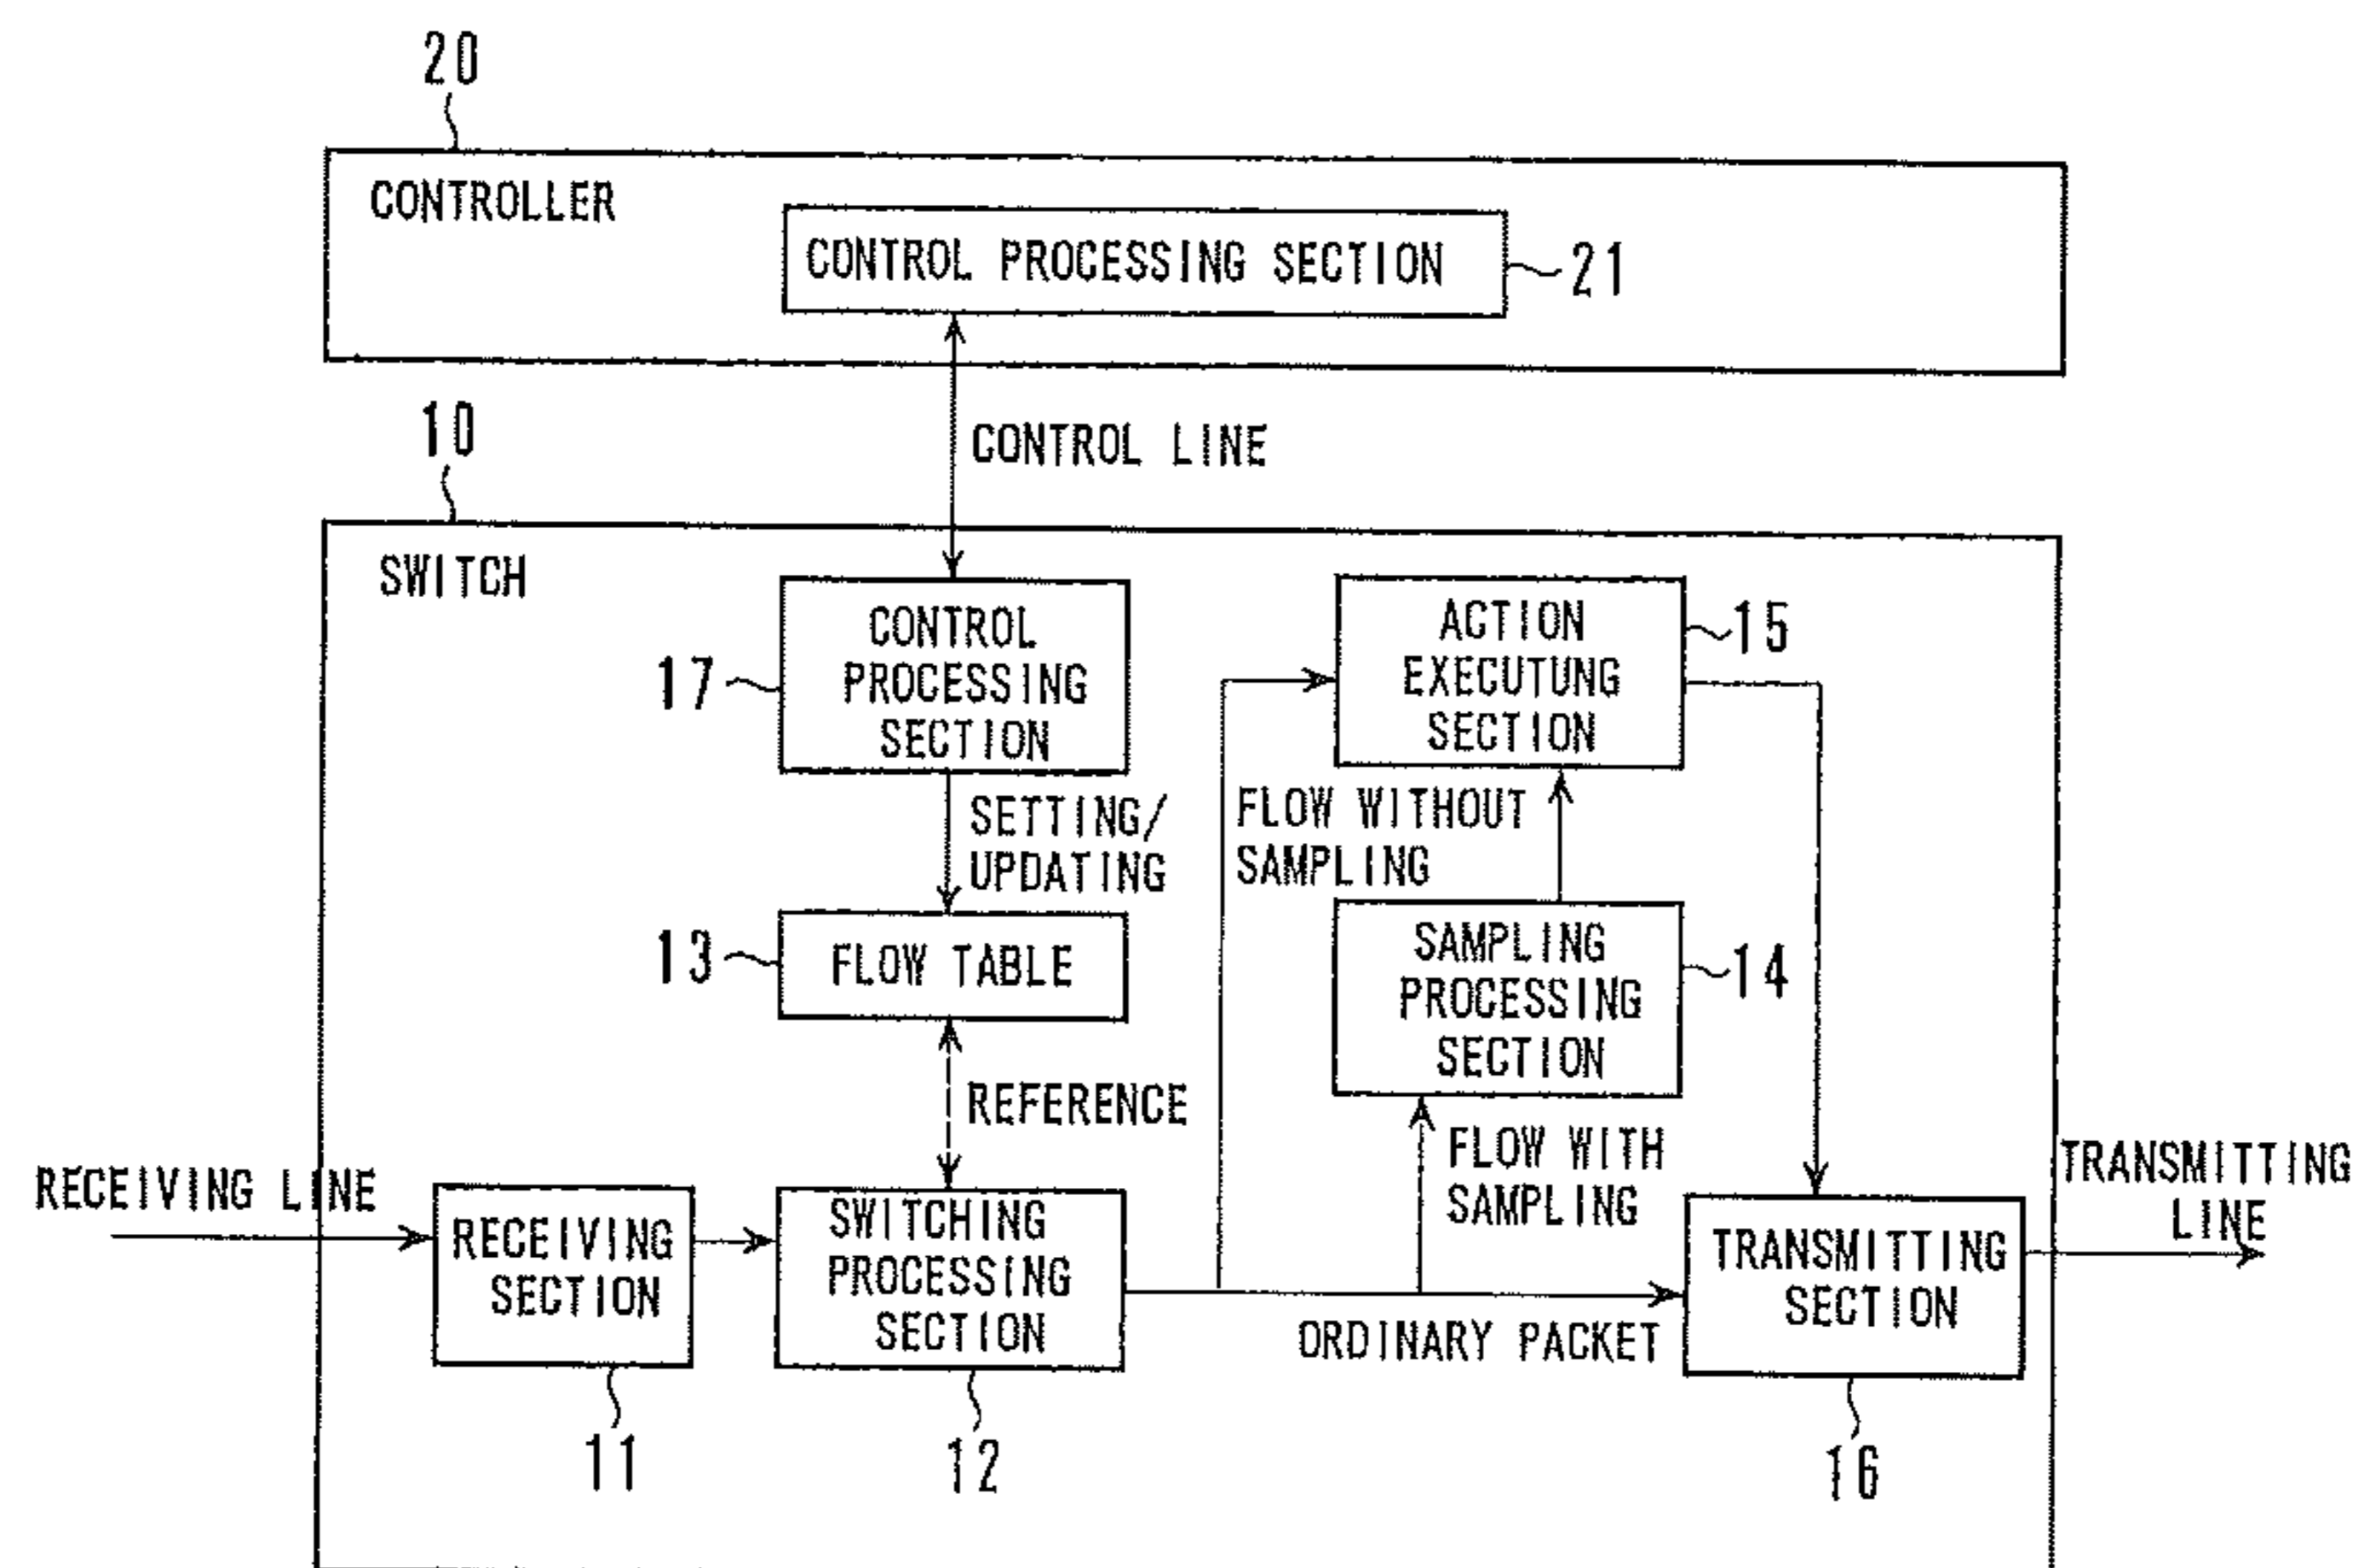 20
CONTROLLER
CONTROL PROCESSING SECTION
21
CONTROL LINE
10
SWITCH
17
CONTROL
PROCESSING
SECTION
ACTION
EXECUTUNG
SECTION
15
SETTING/
UPDATING
FLOW WITHOUT
SAMPLING
13
FLOW TABLE
SAMPLING
PROCESSING
SECTION
14
REFERENCE
FLOW WITH
SAMPLING
RECEIVING LINE
RECEIVING
SECTION
11
SWITCHING
PROCESSING
SECTION
12
ORDINARY PACKET
TRANSMITTING
SECTION
16
TRANSMITTING
LINE